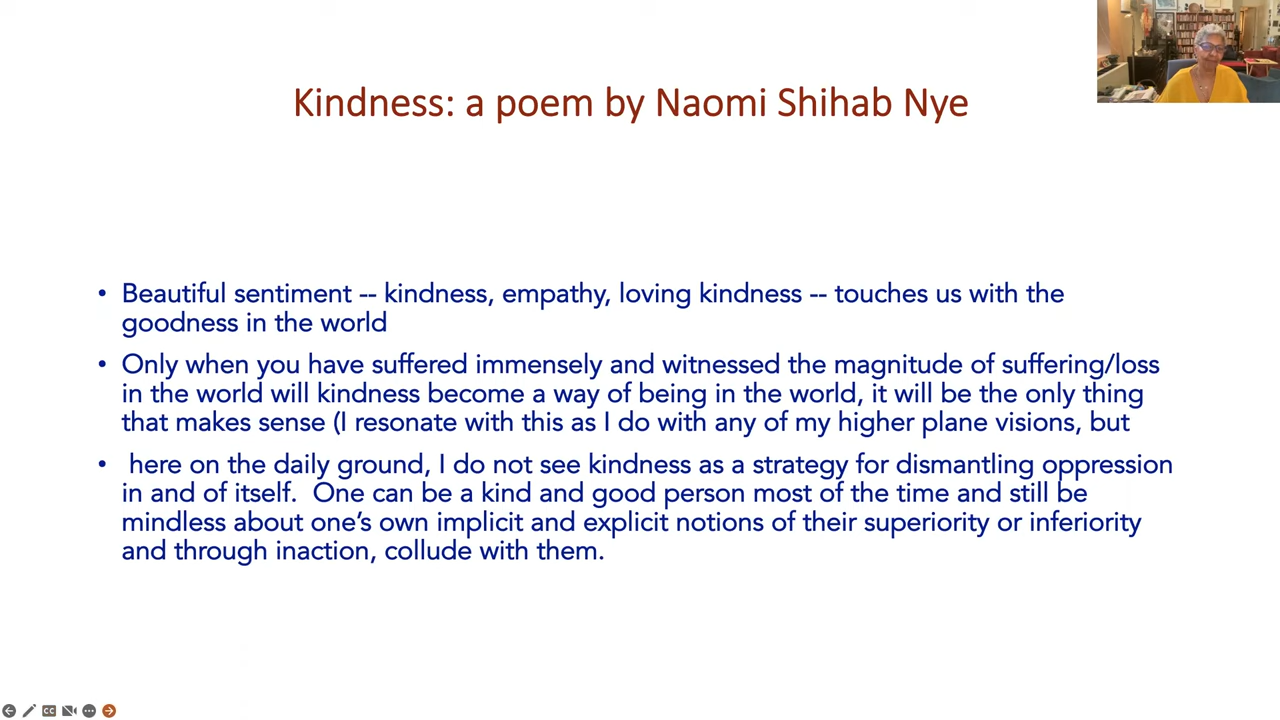 Kindness: a poem by Naomi Shihab Nye
• Beautiful sentiment -- kindness, empathy, loving kindness -- touches us with the
goodness in the world
• Only when you have suffered immensely and witnessed the magnitude of suffering/loss
in the world will kindness become a way of being in the world, it will be the only thing
that makes sense (I resonate with this as I do with any of my higher plane visions, but
• here on the daily ground, I do not see kindness as a strategy for dismantling oppression
in and of itself.  One can be a kind and good person most of the time and still be
mindless about one’s own implicit and explicit notions of their superiority or inferiority
and through inaction, collude with them.
CC